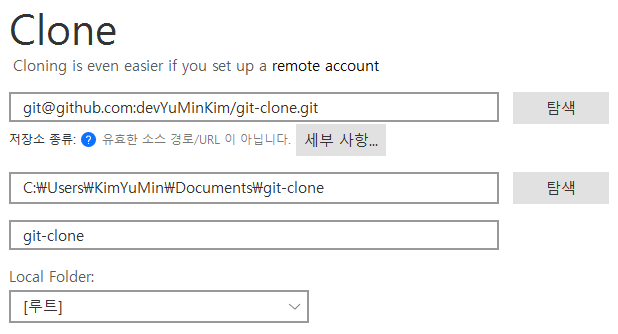 Clone
Cloning is even easier if you set up a remote account
git@github.com:devYuMinKim/git-clone.git 탐색
저장소 종류: ? 유효한 소스 경로/URL 이 아닙니다. 세부 사항...
C:₩Users₩KimYuMin₩Documents₩git-clone 탐색
git-clone
Local Folder:
[루트]